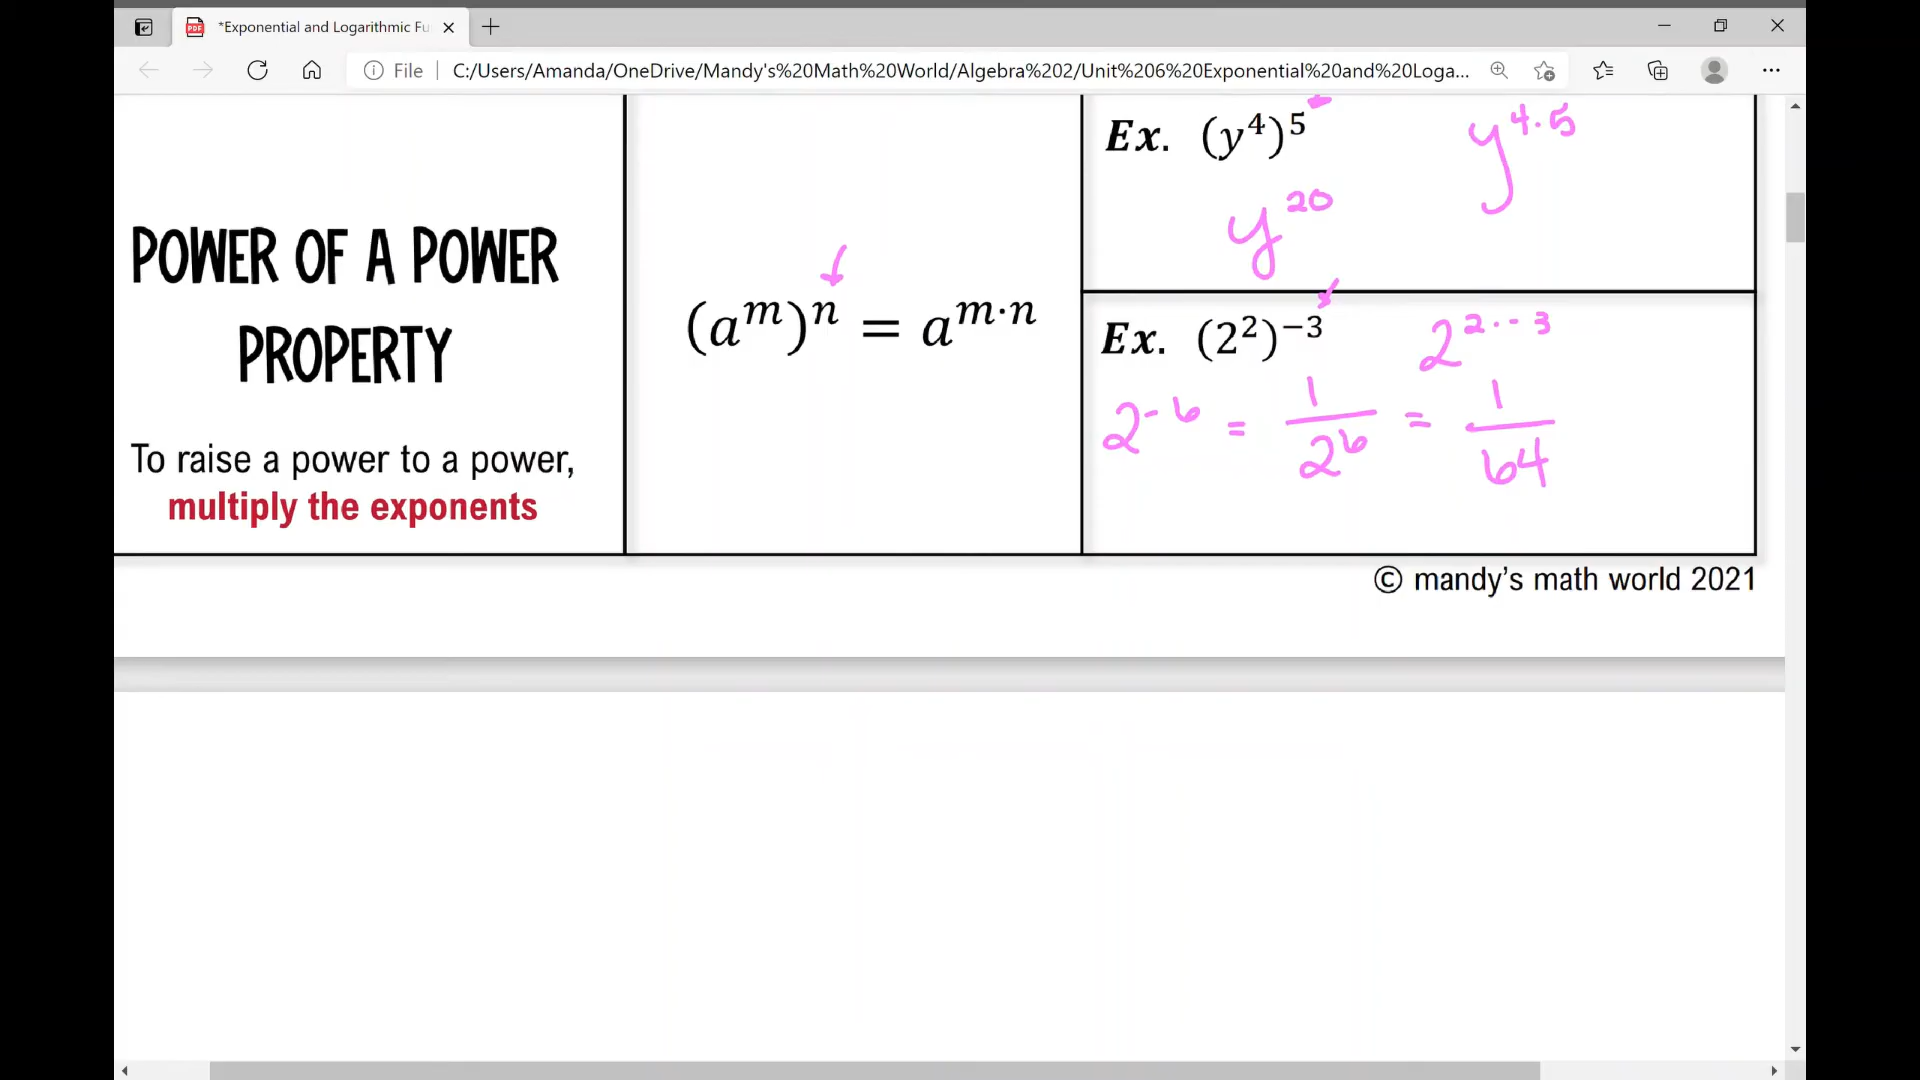 *Exponential and Logarithmic Fu
File
C:/Users/Amanda/OneDrive/Mandy's%20Math%20World/Algebra%202/Unit%206%20Exponential%20and%20Loga...
POWER OF A POWER
PROPERTY
To raise a power to a power,
multiply the exponents
(a^m)^n = a^{m·n}
Ex. (y^4)^5
y^{4·5}
y^{20}
Ex. (2^2)^{-3}
2^{2·-3}
2^{-6} = 1/2^6 = 1/64
© mandy's math world 2021